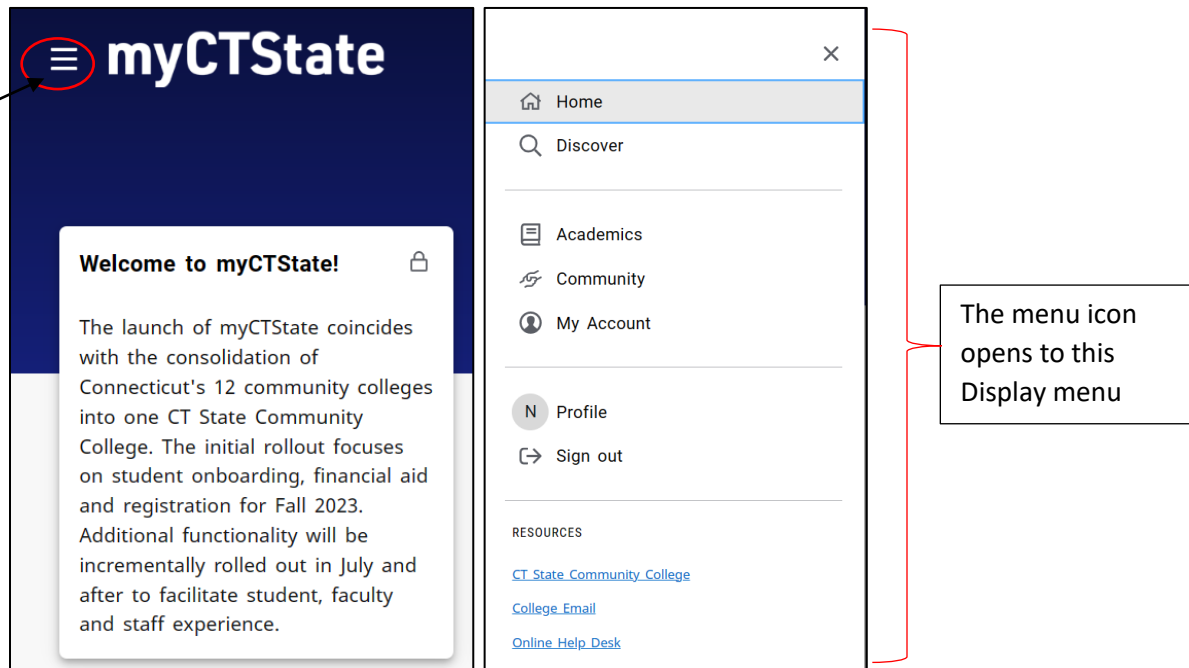 myCTState
Welcome to myCTState!
The launch of myCTState coincides
with the consolidation of
Connecticut's 12 community colleges
into one CT State Community
College. The initial rollout focuses
on student onboarding, financial aid
and registration for Fall 2023.
Additional functionality will be
incrementally rolled out in July and
after to facilitate student, faculty
and staff experience.
Home
Discover
Academics
Community
My Account
N Profile
Sign out
RESOURCES
CT State Community College
College Email
Online Help Desk
The menu icon
opens to this
Display menu